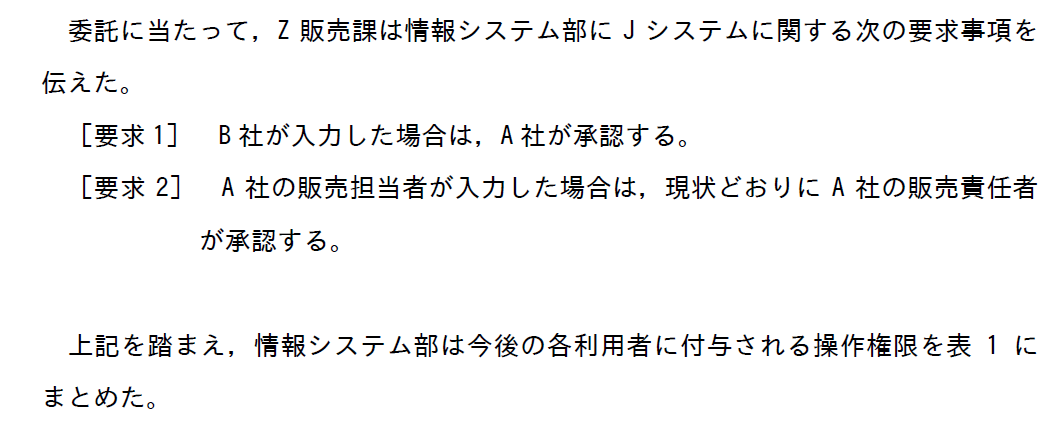 委託に当たって，Z 販売課は情報システム部に J システムに関する次の要求事項を
伝えた。
［要求 1］ B 社が入力した場合は，A 社が承認する。
［要求 2］ A 社の販売担当者が入力した場合は，現状どおりに A 社の販売責任者
が承認する。
上記を踏まえ，情報システム部は今後の各利用者に付与される操作権限を表 1 に
まとめた。